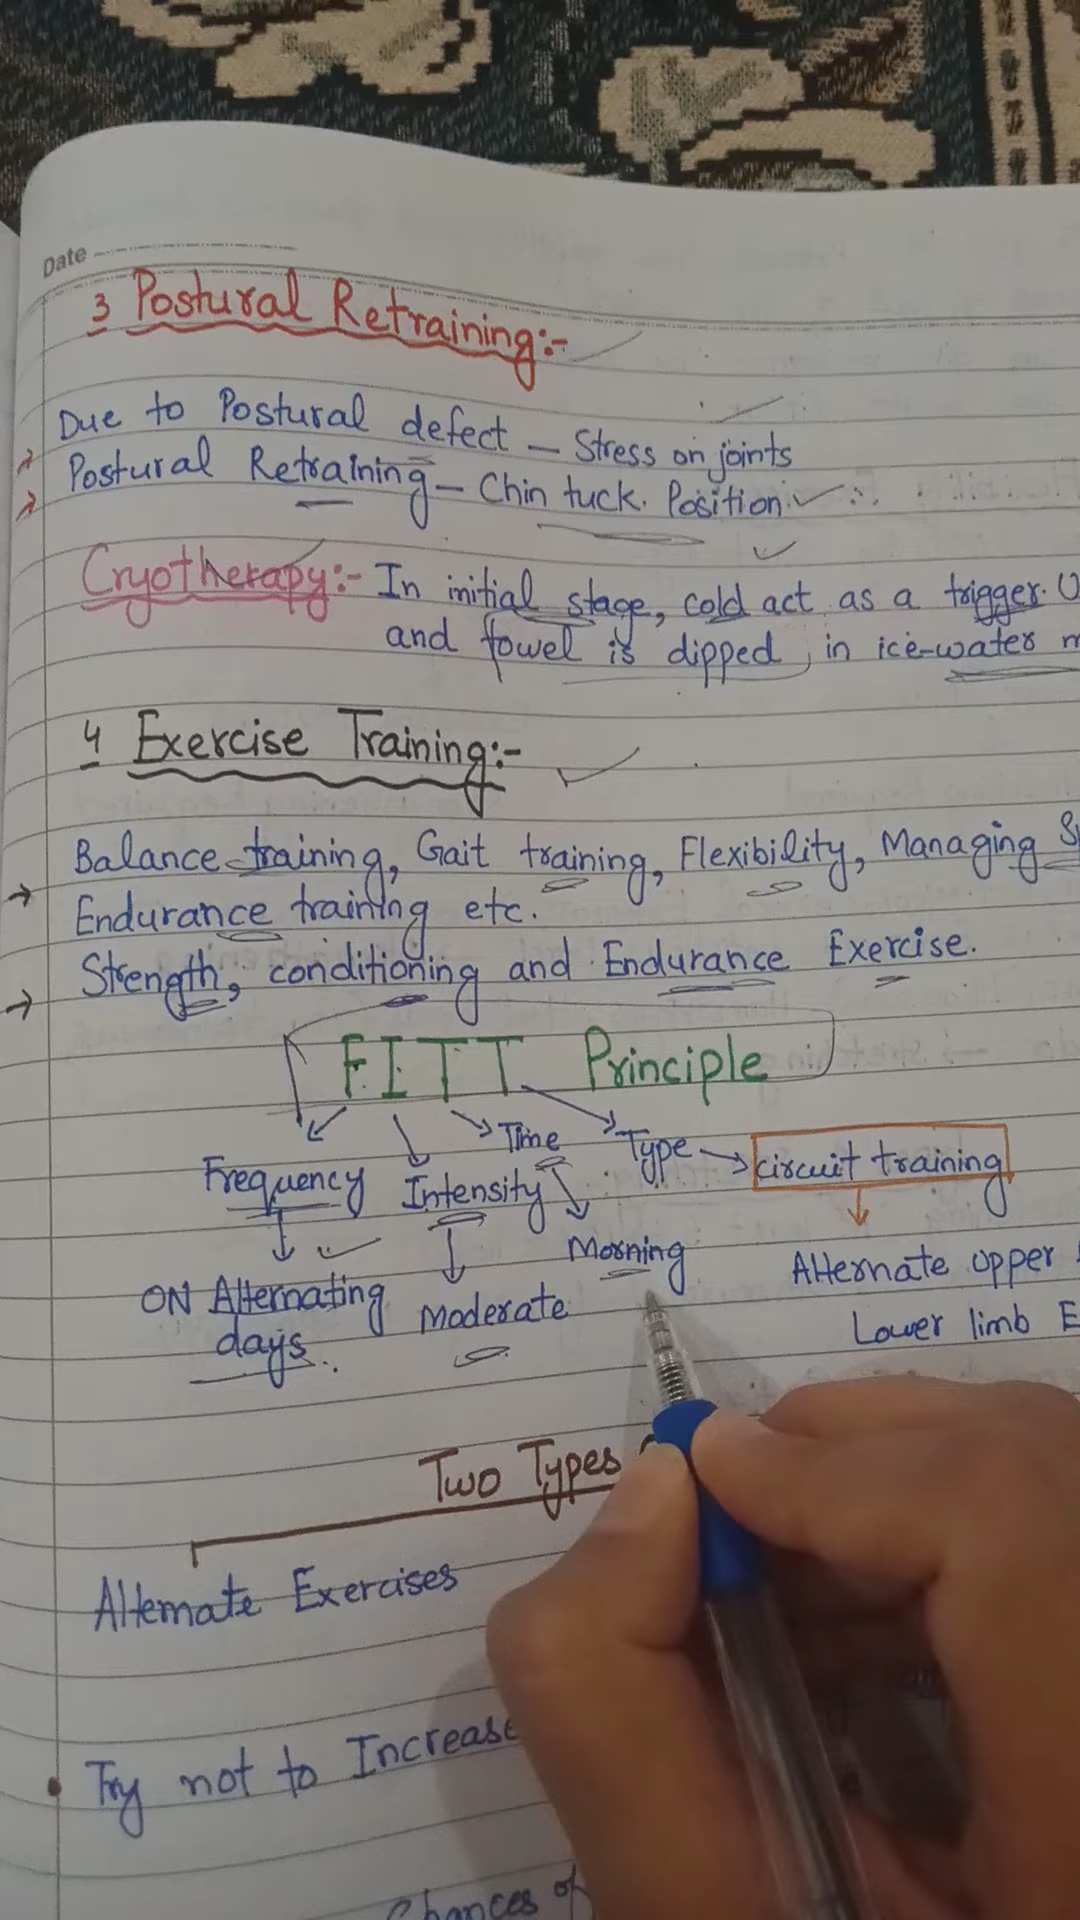 Date
3 Postural Retraining:-
Due to Postural defect - Stress on joints
Postural Retraining - Chin tuck. Position
Cryotherapy:- In initial stage, cold act as a trigger.
and towel is dipped in ice-water
4 Exercise Training:-
Balance training, Gait training, Flexibility, Managing
Endurance training etc.
Strength, conditioning and Endurance Exercise.
FITT Principle
Frequency Intensity Time Type circuit training
ON Alternating days. Moderate Morning Alternate upper
Lower limb
Two Types
Alternate Exercises
Try not to Increase
Chances of